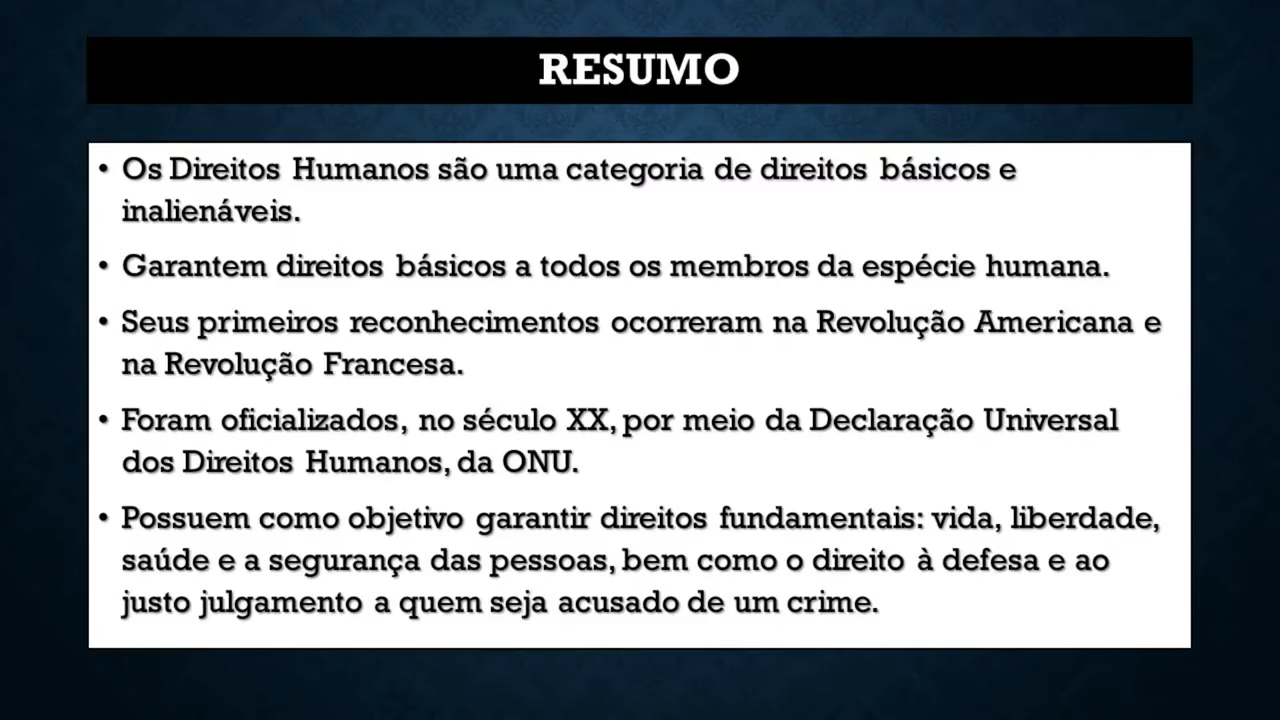 RESUMO
• Os Direitos Humanos são uma categoria de direitos básicos e
inalienáveis.
• Garantem direitos básicos a todos os membros da espécie humana.
• Seus primeiros reconhecimentos ocorreram na Revolução Americana e
na Revolução Francesa.
• Foram oficializados, no século XX, por meio da Declaração Universal
dos Direitos Humanos, da ONU.
• Possuem como objetivo garantir direitos fundamentais: vida, liberdade,
saúde e a segurança das pessoas, bem como o direito à defesa e ao
justo julgamento a quem seja acusado de um crime.